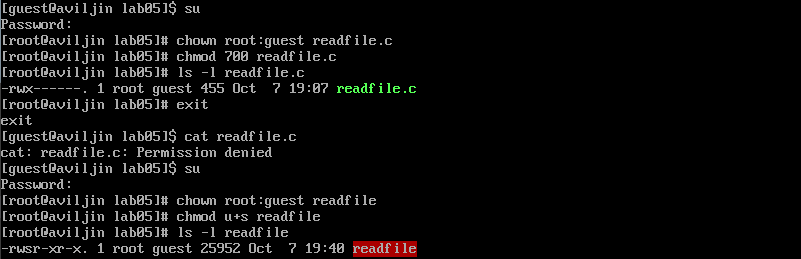 [guest@aviljin lab05]$ su
Password:
[root@aviljin lab05]# chown root:guest readfile.c
[root@aviljin lab05]# chmod 700 readfile.c
[root@aviljin lab05]# ls -l readfile.c
-rwx------. 1 root guest 455 Oct  7 19:07 readfile.c
[root@aviljin lab05]# exit
exit
[guest@aviljin lab05]$ cat readfile.c
cat: readfile.c: Permission denied
[guest@aviljin lab05]$ su
Password:
[root@aviljin lab05]# chown root:guest readfile
[root@aviljin lab05]# chmod u+s readfile
[root@aviljin lab05]# ls -l readfile
-rwsr-xr-x. 1 root guest 25952 Oct  7 19:40 readfile